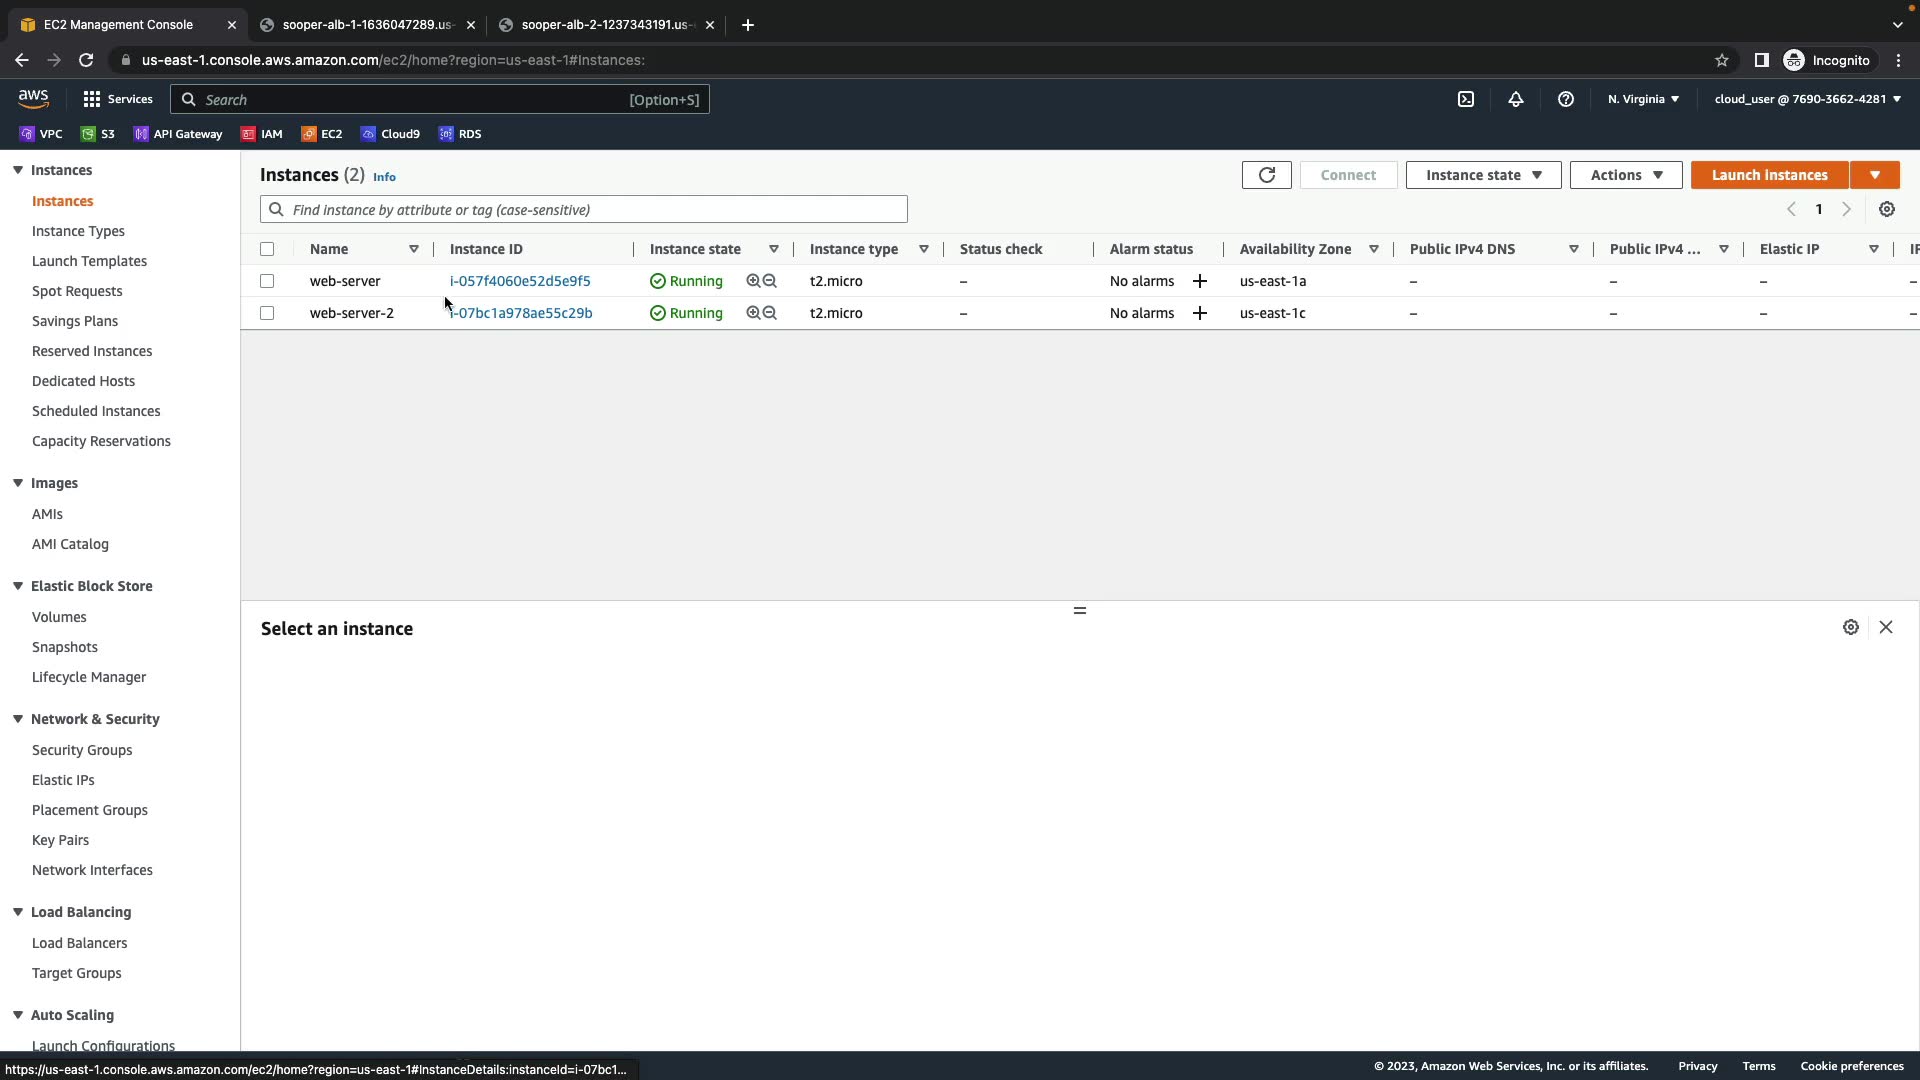 EC2 Management Console
sooper-alb-1-1636047289.us-
sooper-alb-2-1237343191.us-
us-east-1.console.aws.amazon.com/ec2/home?region=us-east-1#Instances:
Incognito
aws
Services
Search
[Option+S]
N. Virginia
cloud_user @ 7690-3662-4281
VPC
S3
API Gateway
IAM
EC2
Cloud9
RDS
Instances
Instances
Instance Types
Launch Templates
Spot Requests
Savings Plans
Reserved Instances
Dedicated Hosts
Scheduled Instances
Capacity Reservations
Images
AMIs
AMI Catalog
Elastic Block Store
Volumes
Snapshots
Lifecycle Manager
Network & Security
Security Groups
Elastic IPs
Placement Groups
Key Pairs
Network Interfaces
Load Balancing
Load Balancers
Target Groups
Auto Scaling
Launch Configurations
Instances (2) Info
Connect
Instance state
Actions
Launch instances
Find instance by attribute or tag (case-sensitive)
1
Name Instance ID Instance state Instance type Status check Alarm status Availability Zone Public IPv4 DNS Public IPv4 ... Elastic IP
web-server i-057f4060e52d5e9f5 Running t2.micro – No alarms + us-east-1a – – – –
web-server-2 i-07bc1a978ae55c29b Running t2.micro – No alarms + us-east-1c – – – –
Select an instance
https://us-east-1.console.aws.amazon.com/ec2/home?region=us-east-1#InstanceDetails:instanceId=i-07bc1...
© 2023, Amazon Web Services, Inc. or its affiliates.
Privacy
Terms
Cookie preferences